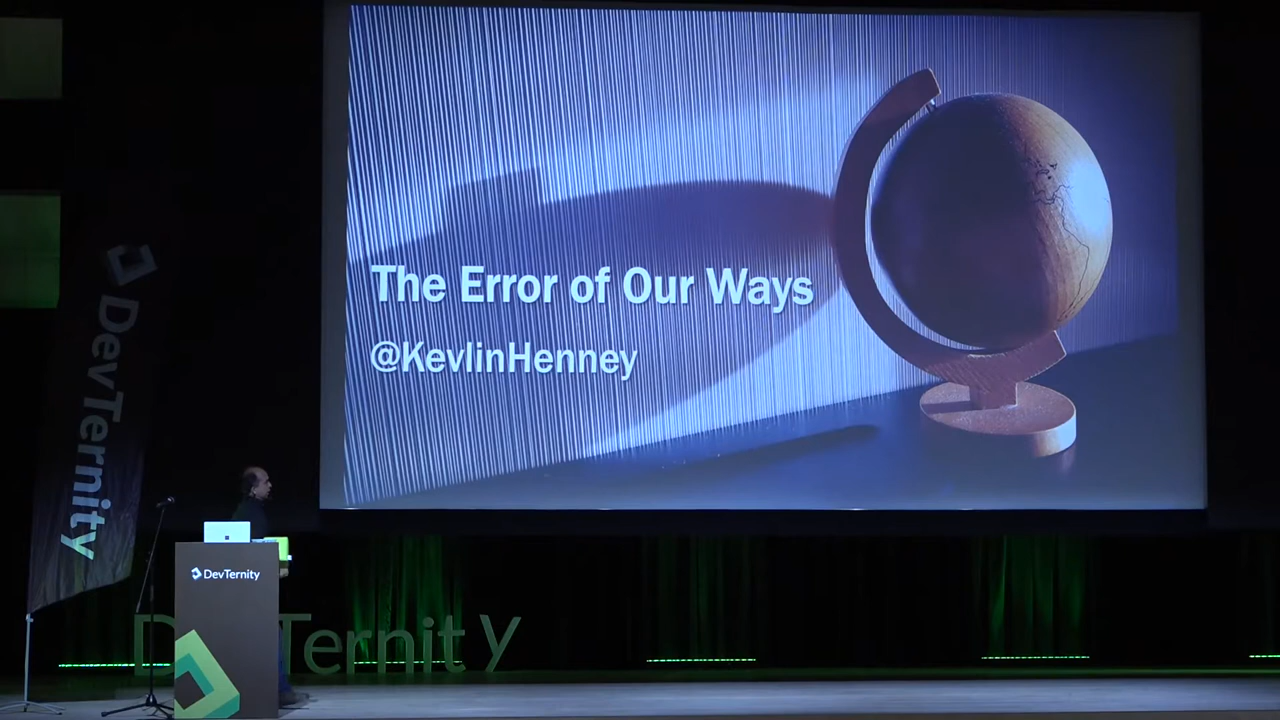 The Error of Our Ways
@KevlinHenney
DevTernity
DevTernity
DevTernity